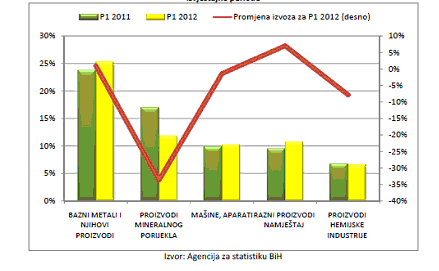 izvještajne periode
P1 2011 P1 2012 Promjena izvoza za P1 2012 (desno)
30% 10%
25% 5%
20% 0%
15% -5%
10% -10%
5% -15%
0% -20%
-25%
-30%
-35%
-40%
BAZNI METALI I NJIHOVI PROIZVODI
PROIZVODI MINERALNOG PORIJEKLA
MAŠINE, APARATI
RAZNI PROIZVODI NAMJEŠTAJ
PROIZVODI HEMIJSKE INDUSTRIJE
Izvor: Agencija za statistiku BiH